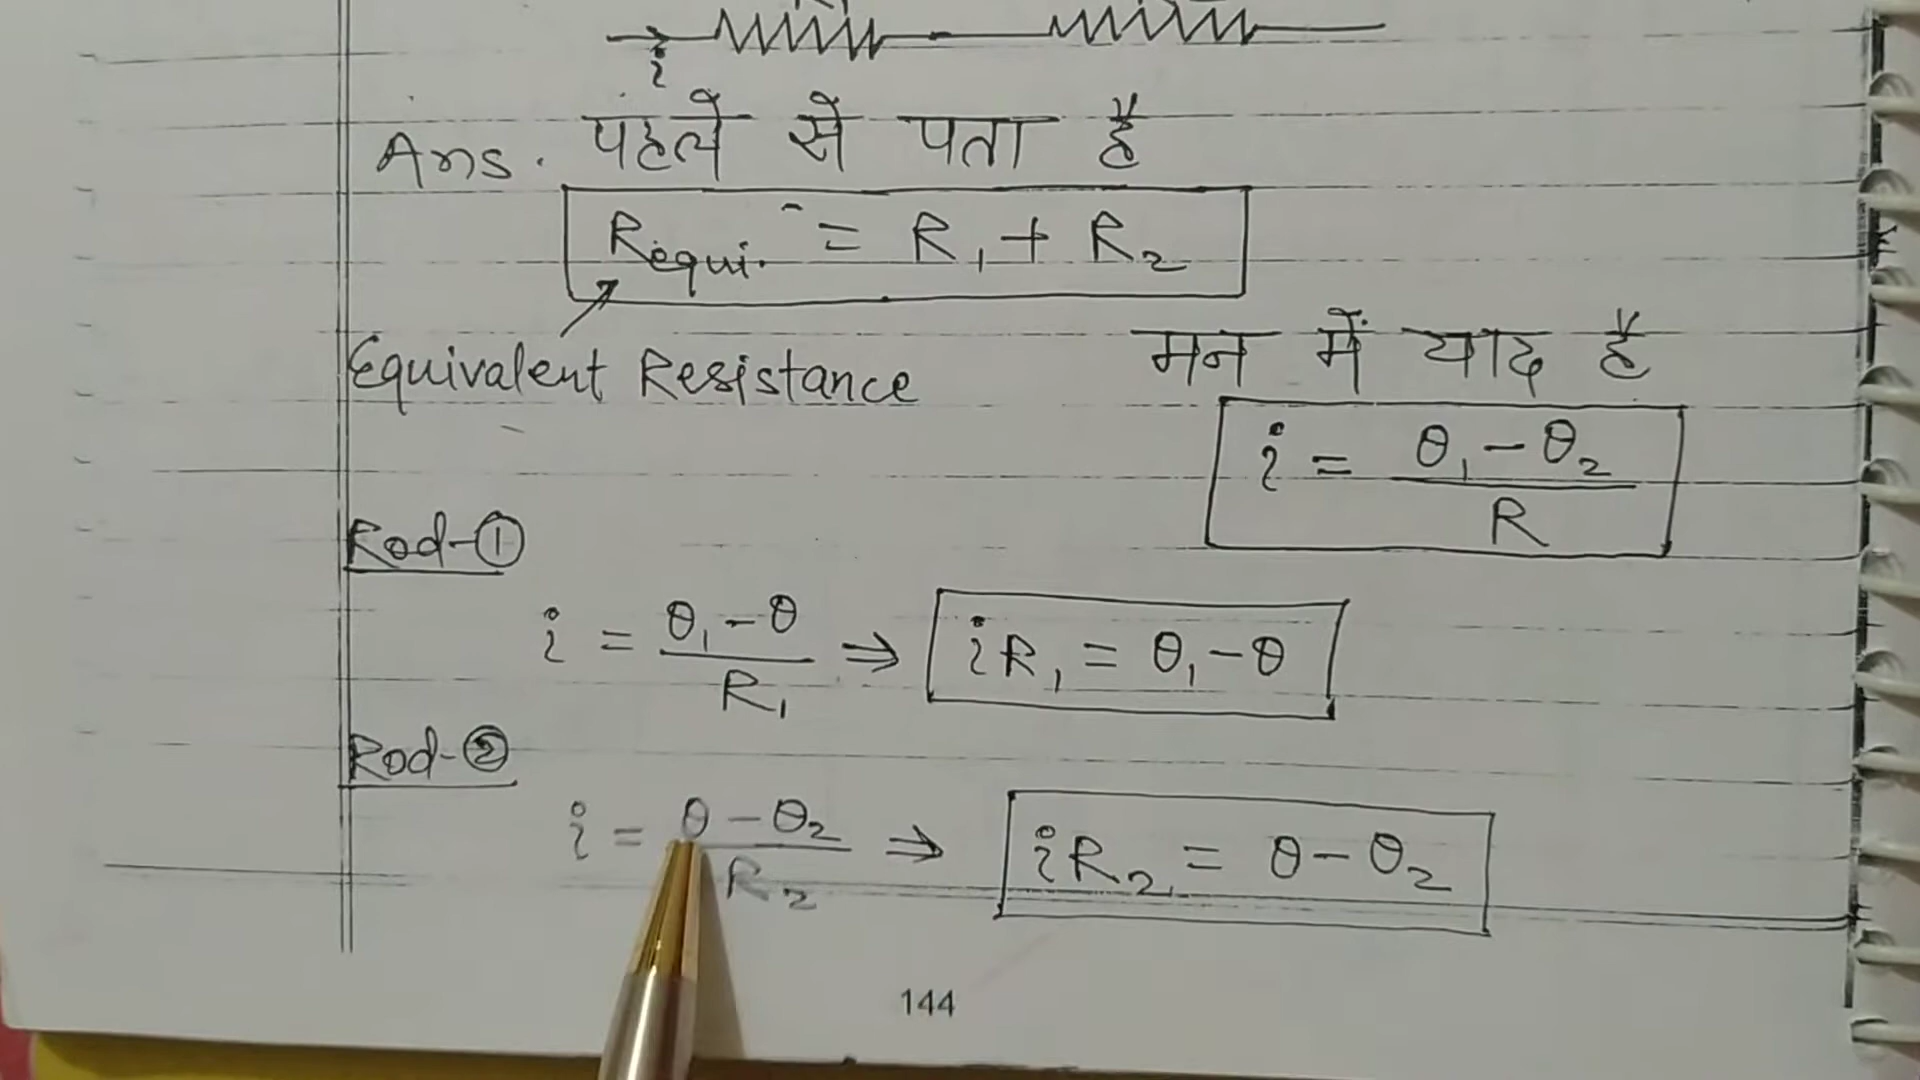 i
Ans. पहले से पता है
Requi. = R₁ + R₂
Equivalent Resistance
मन में याद है
i = θ₁ - θ₂ / R
Rod-①
i = θ₁ - θ / R₁ ⇒ iR₁ = θ₁ - θ
Rod-②
i = θ - θ₂ / R₂ ⇒ iR₂ = θ - θ₂
144